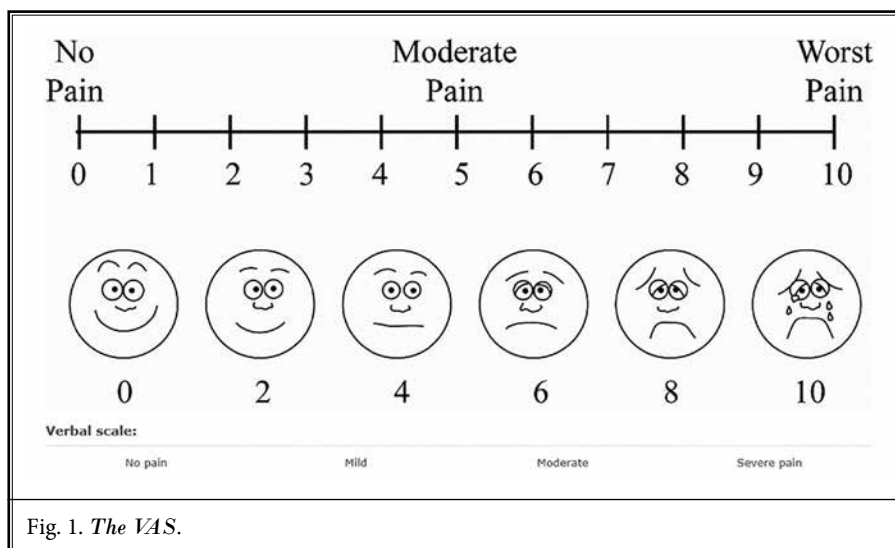 No Moderate Worst
Pain Pain Pain
0 1 2 3 4 5 6 7 8 9 10
0 2 4 6 8 10
Verbal scale:
No pain Mild Moderate Severe pain
Fig. 1. The VAS.